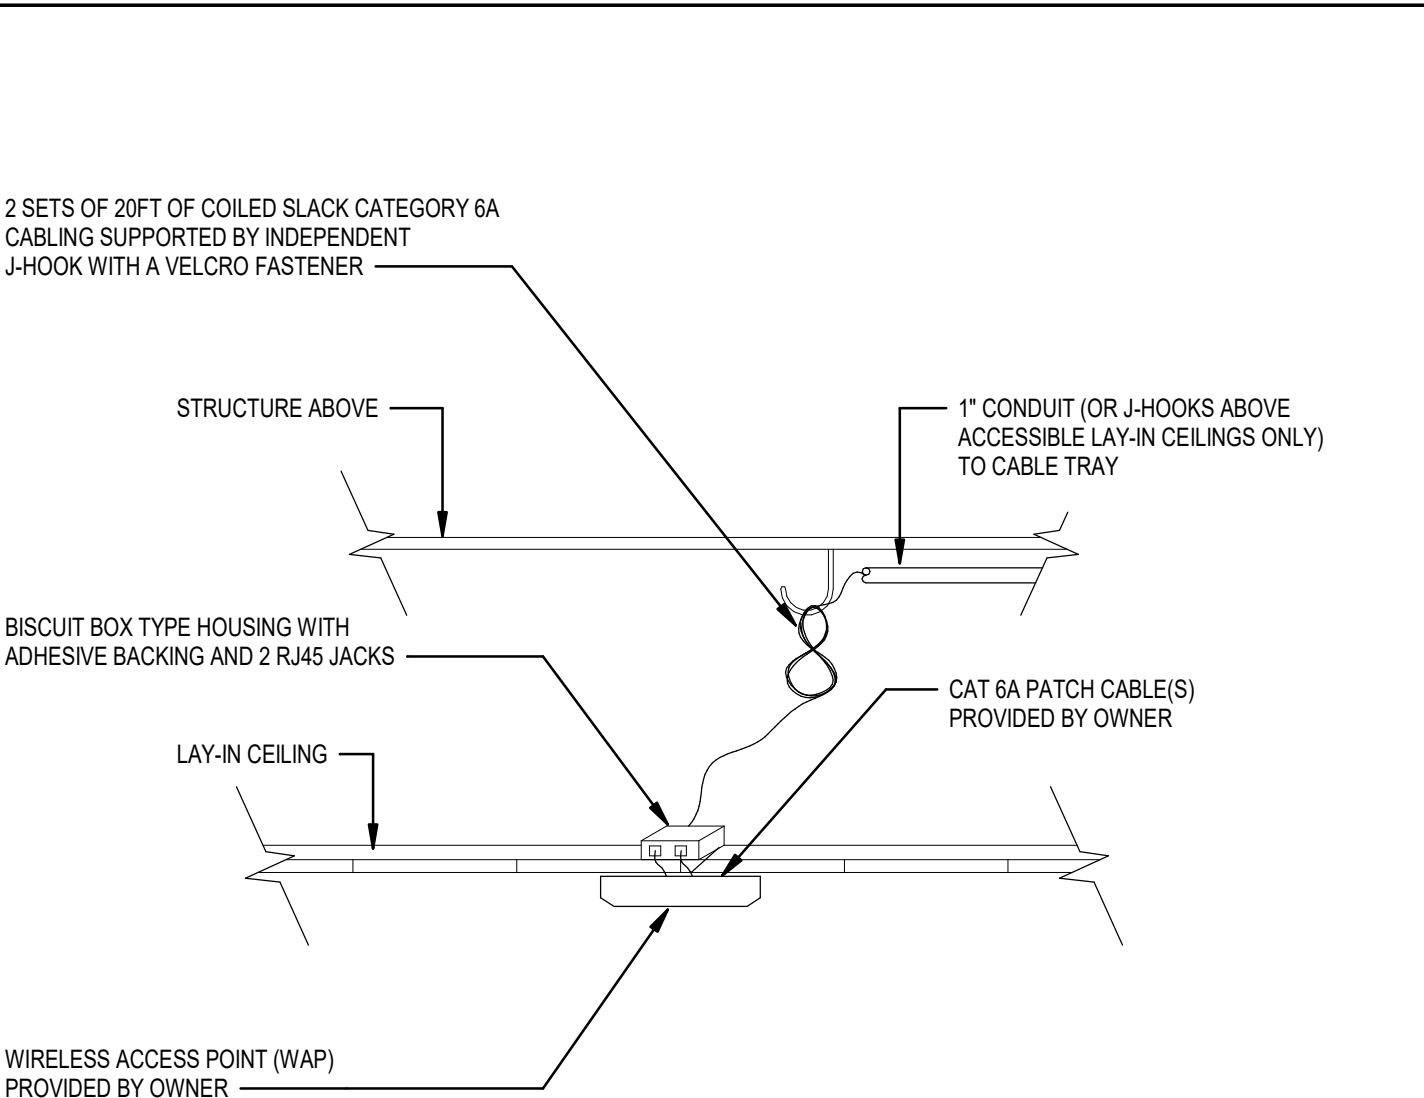 2 SETS OF 20FT OF COILED SLACK CATEGORY 6A
CABLING SUPPORTED BY INDEPENDENT
J-HOOK WITH A VELCRO FASTENER
STRUCTURE ABOVE
1" CONDUIT (OR J-HOOKS ABOVE
ACCESSIBLE LAY-IN CEILINGS ONLY)
TO CABLE TRAY
BISCUIT BOX TYPE HOUSING WITH
ADHESIVE BACKING AND 2 RJ45 JACKS
CAT 6A PATCH CABLE(S)
PROVIDED BY OWNER
LAY-IN CEILING
WIRELESS ACCESS POINT (WAP)
PROVIDED BY OWNER